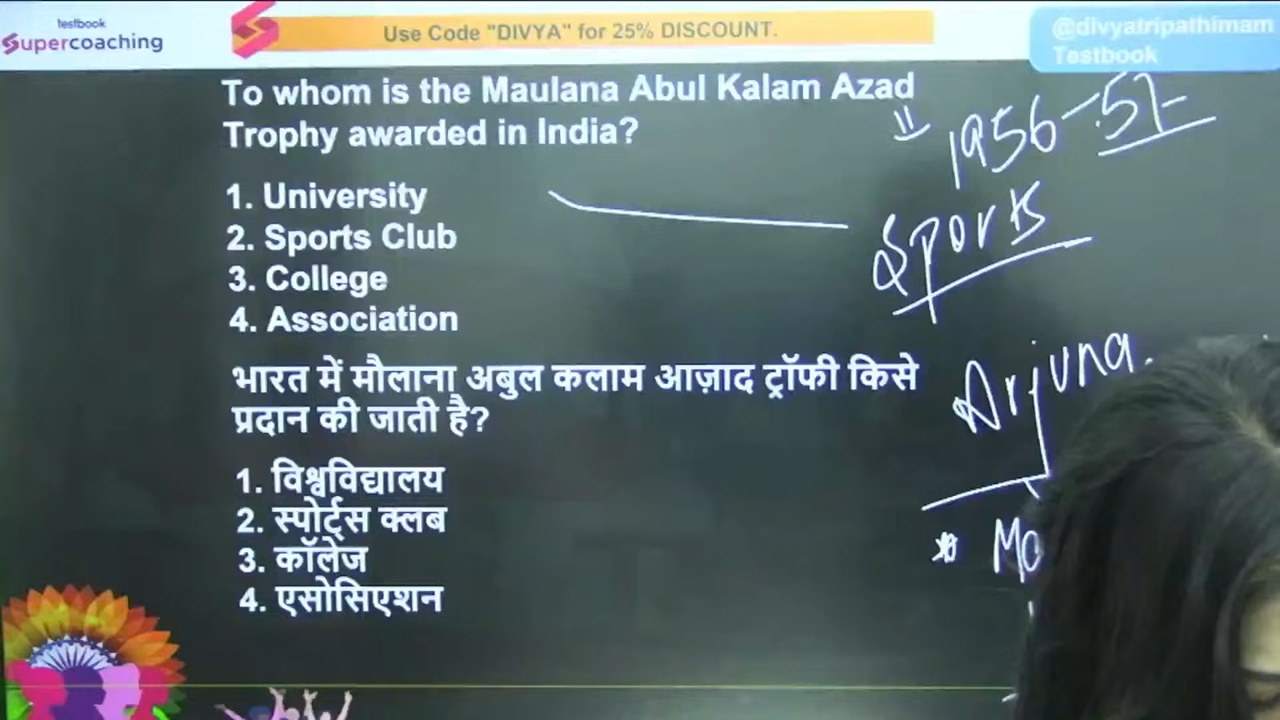 testbook
Supercoaching
Use Code "DIVYA" for 25% DISCOUNT.
@divyatripathimam
Testbook
To whom is the Maulana Abul Kalam Azad
Trophy awarded in India?
1956-57
1. University
2. Sports Club
3. College
4. Association
Sports
भारत में मौलाना अबुल कलाम आज़ाद ट्रॉफी किसे
प्रदान की जाती है?
Arjuna
1. विश्वविद्यालय
2. स्पोर्ट्स क्लब
3. कॉलेज
4. एसोसिएशन